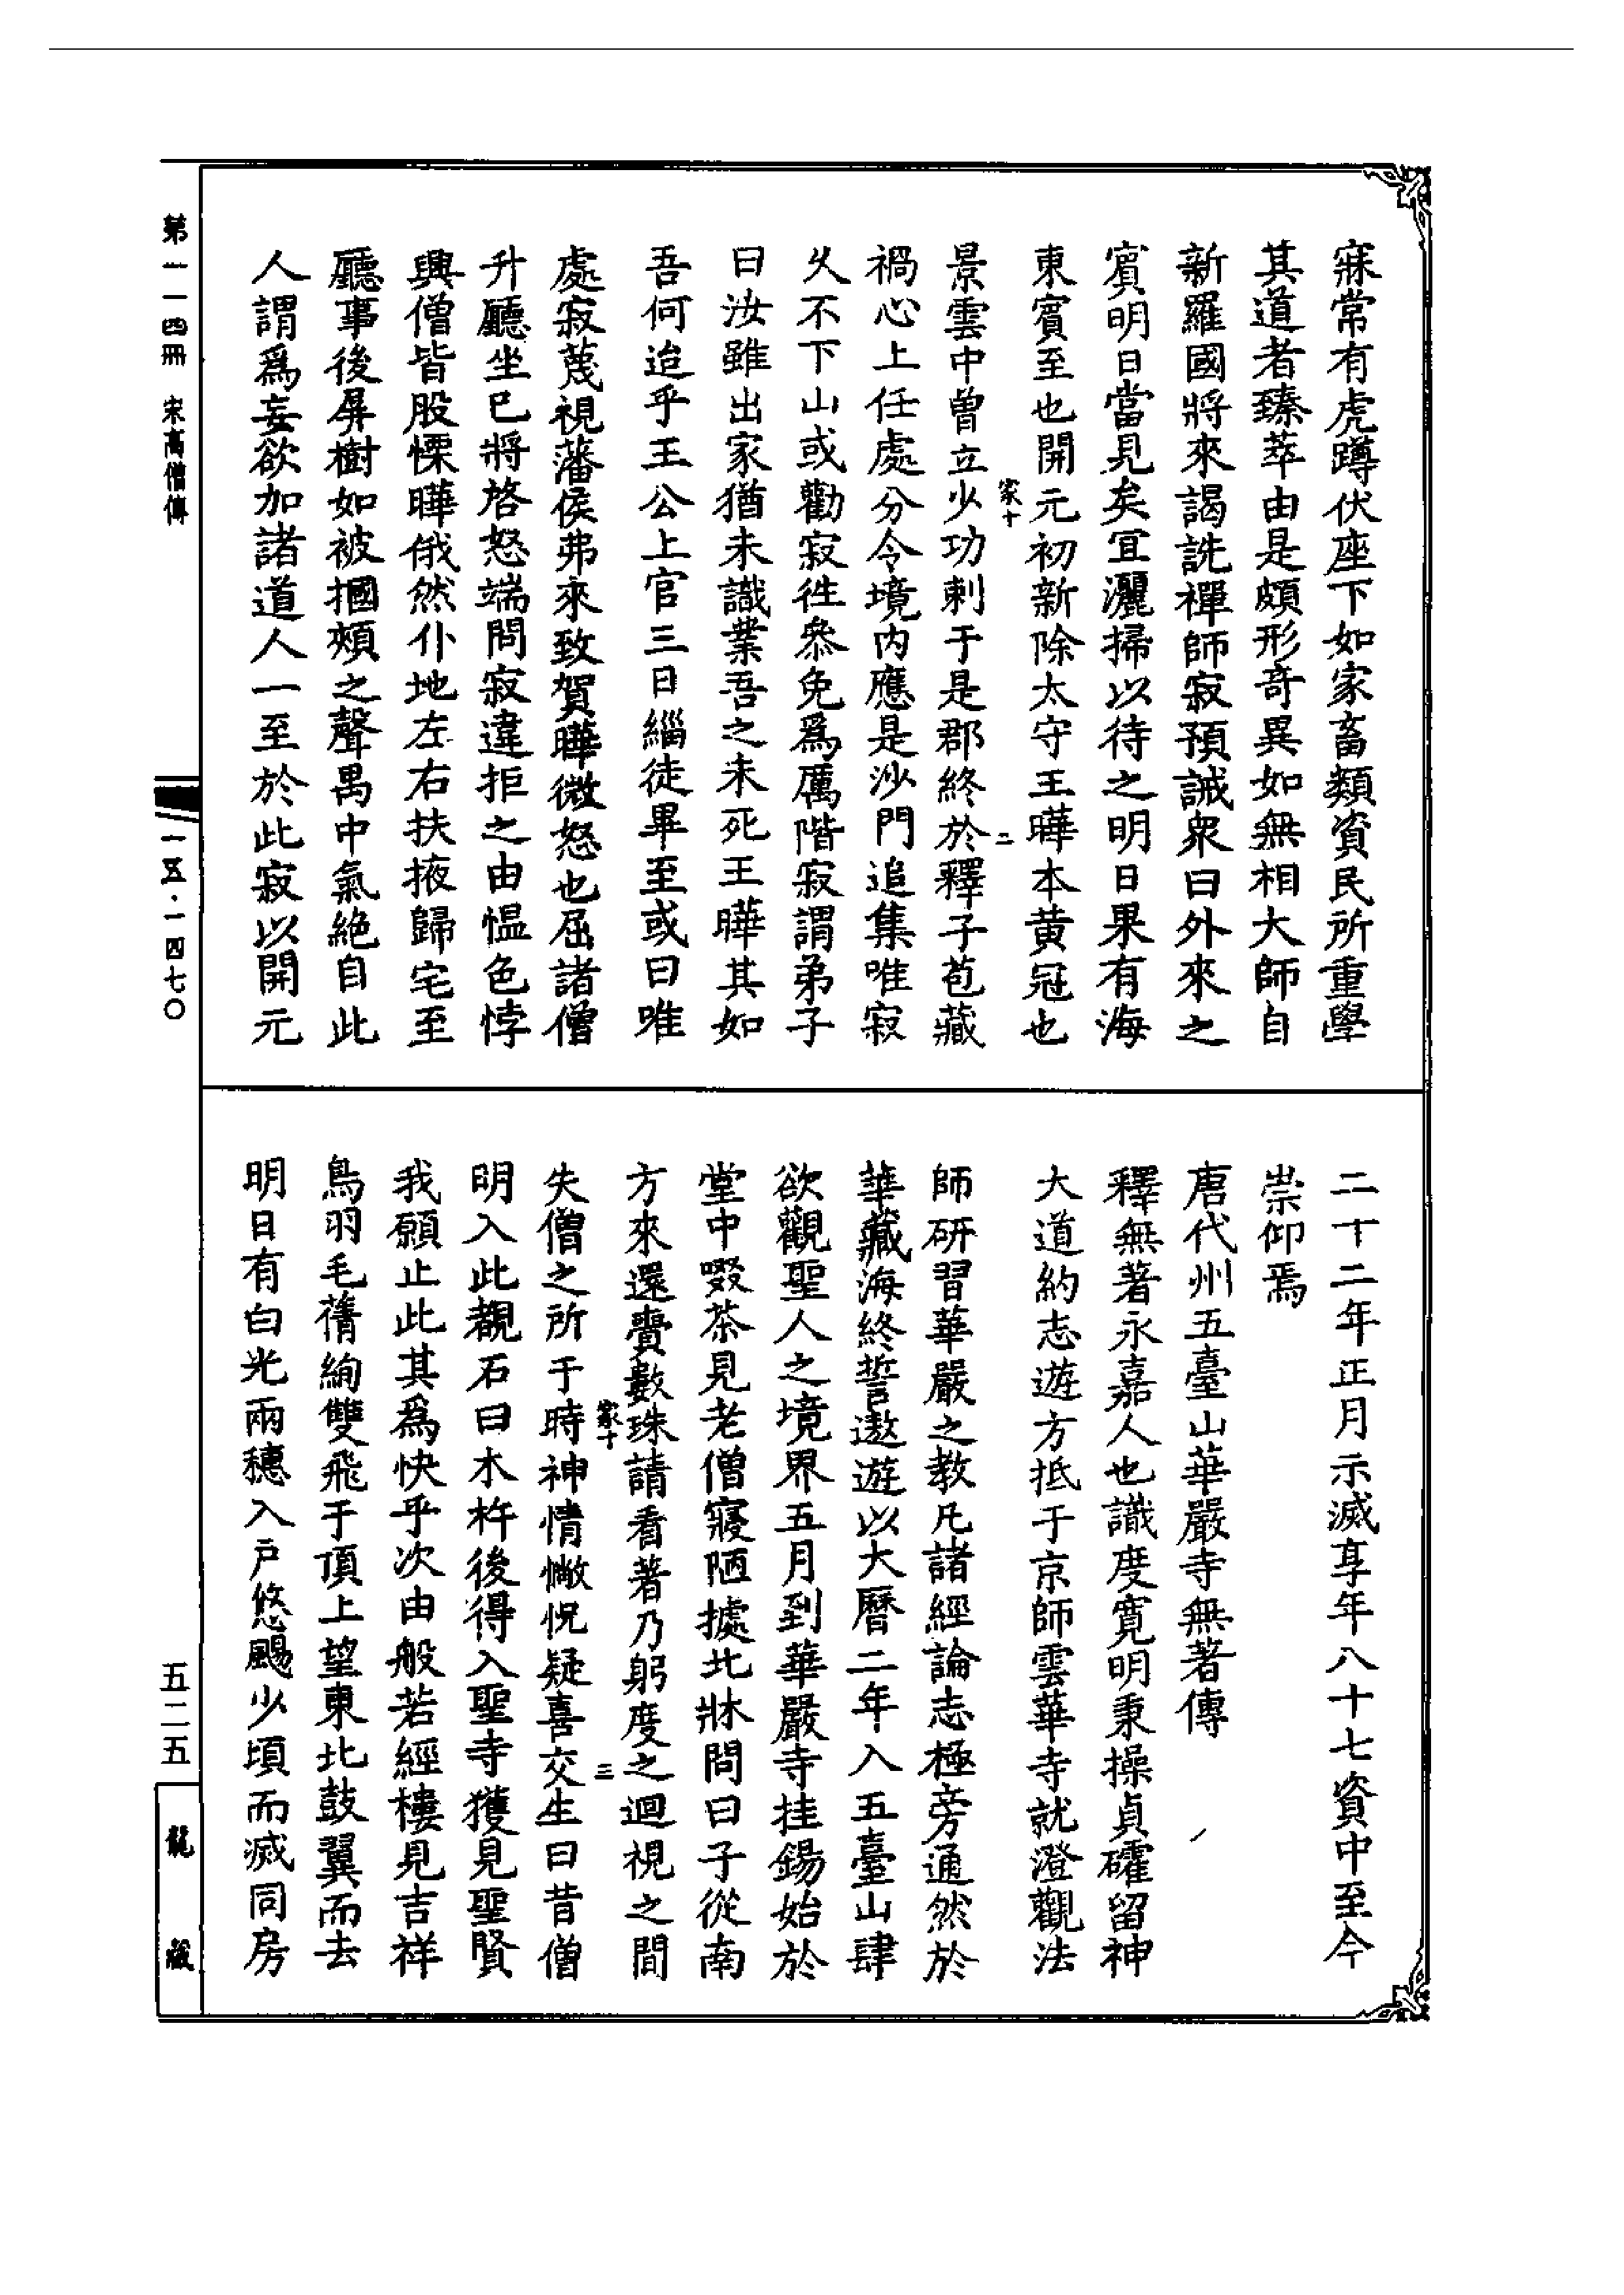 寐常有虎蹲伏座下如家畜類資民所重學
其道者臻萃由是頗形奇異如無相大師自
新羅國將來謁詵禪師寂預誡衆曰外來之
賓明日當見矣宜灑掃以待之明日果有海
東賓至也開元初新除太守王曄本黄冠也
家十
二
景雲中曾立少功剌于是郡終於釋子苞藏
禍心上任處分令境内應是沙門追集唯寂
久不下山或勸寂徃叅免爲厲階寂謂弟子
曰汝雖出家猶未識業吾之未死王曄其如
吾何迨乎王公上官三日緇徒畢至或曰唯
處寂蔑視藩侯弗來致賀曄微怒也屈諸僧
升廳坐已將啓怒端問寂違拒之由愠色悖
興僧皆股慄曄俄然仆地左右扶掖歸宅至
廳事後屏樹如被摑頰之聲禺中氣絶自此
人謂爲妄欲加諸道人一至於此寂以開元
二十二年正月示滅享年八十七資中至今
崇仰焉
唐代州五臺山華嚴寺無著傳
釋無著永嘉人也識度寬明秉操貞礭留神
大道約志遊方抵于京師雲華寺就澄觀法
師研習華嚴之教凡諸經論志極旁通然於
華藏海終誓遨遊以大曆二年入五臺山肆
欲觀聖人之境界五月到華嚴寺挂錫始於
堂中啜茶見老僧寢陋據北牀問曰子從南
方來還賷數珠請看著乃躬度之迴視之間
家十
三
失僧之所于時神情㦗怳疑喜交生曰昔僧
明入此覩石臼木杵後得入聖寺獲見聖賢
我願止此其爲快乎次由般若經樓見吉祥
鳥羽毛蒨絢雙飛于頂上望東北鼓翼而去
明日有白光兩穗入戸悠颺少頃而滅同房
第一一四冊　宋高僧傳
一五·一四七〇
五二五
龍藏